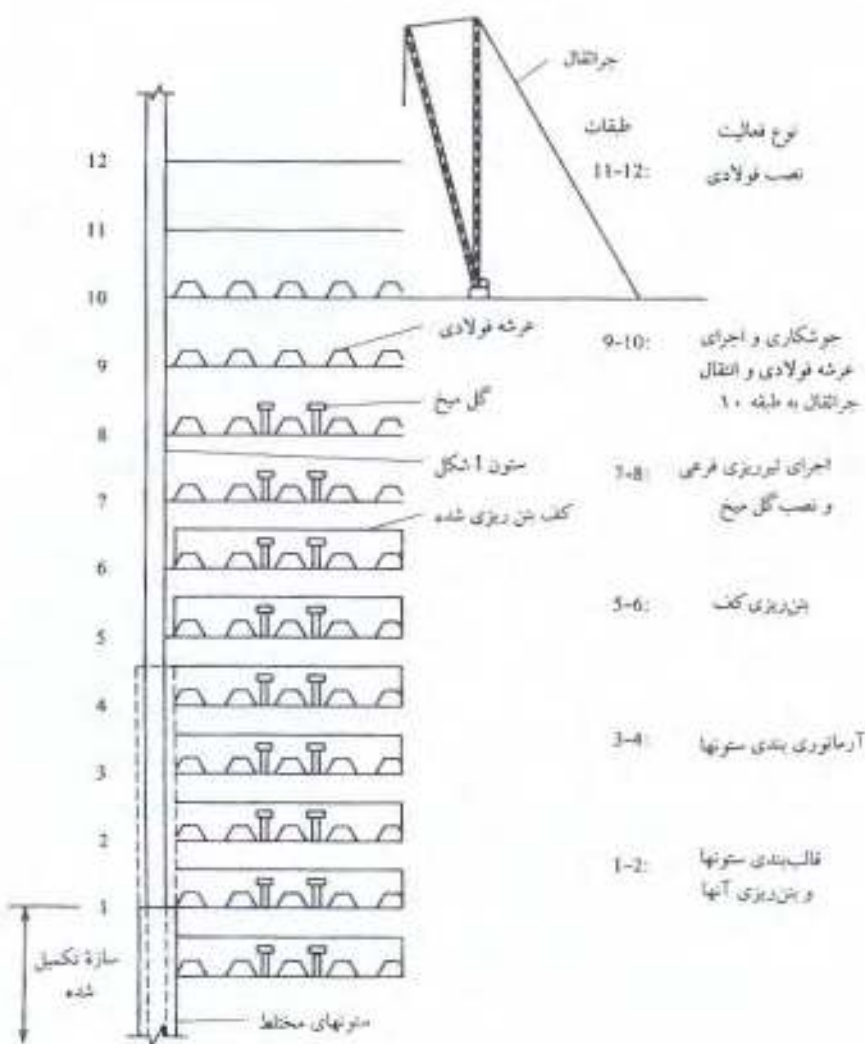 جراثقال
نوع فعالیت
طبقات
نصب فولادی
11-12:
12
11
10
9
8
7
6
5
4
3
2
1
عرشه فولادی
گل میخ
ستون I شکل
کف بتن ریزی شده
9-10:
جوشکاری و اجرای
عرشه فولادی و انتقال
جراثقال به طبقه ۱۰
7-8:
اجرای تیرریزی فرعی
و نصب گل میخ
5-6:
بتن‌ریزی کف
3-4:
آرماتوری بندی ستونها
1-2:
قالب‌بندی ستونها
و بتن‌ریزی آنها
سازهٔ تکمیل
شده
ستونهای مختلط